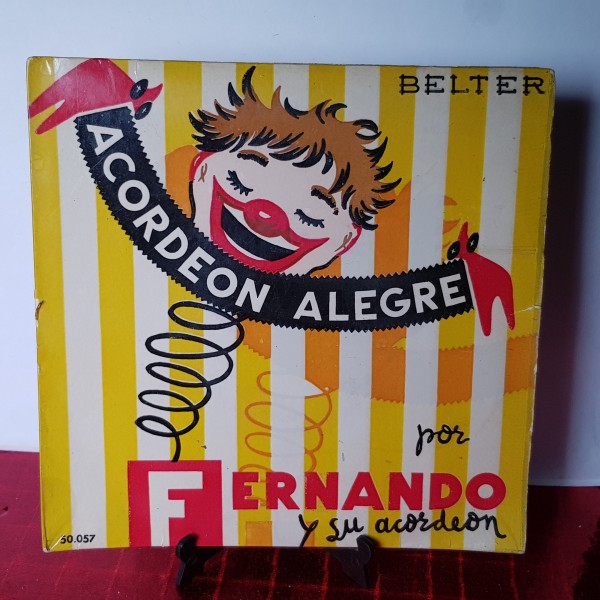 BELTER
ACORDEON ALEGRE
por
FERNANDO
y su acordeon
50.057